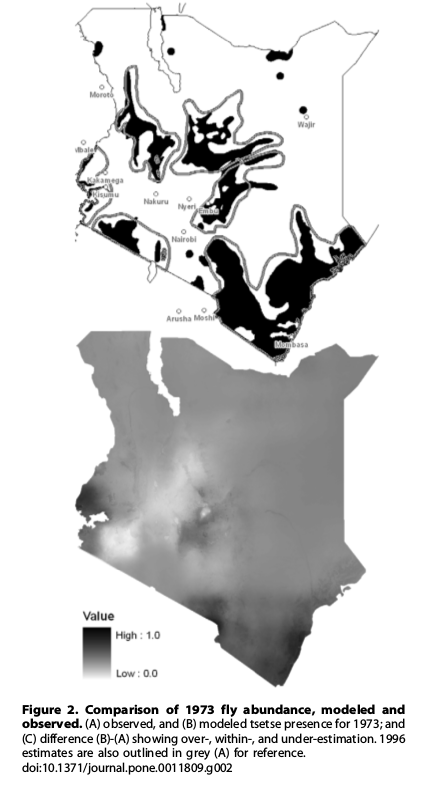 Moroto
Wajir
Mbale
Kakamega
Kisumu
Nakuru
Nyeri
Embu
Nairobi
Arusha Moshi
Mombasa
Value
High : 1.0
Low : 0.0
Figure 2. Comparison of 1973 fly abundance, modeled and
observed. (A) observed, and (B) modeled tsetse presence for 1973; and
(C) difference (B)-(A) showing over-, within-, and under-estimation. 1996
estimates are also outlined in grey (A) for reference.
doi:10.1371/journal.pone.0011809.g002